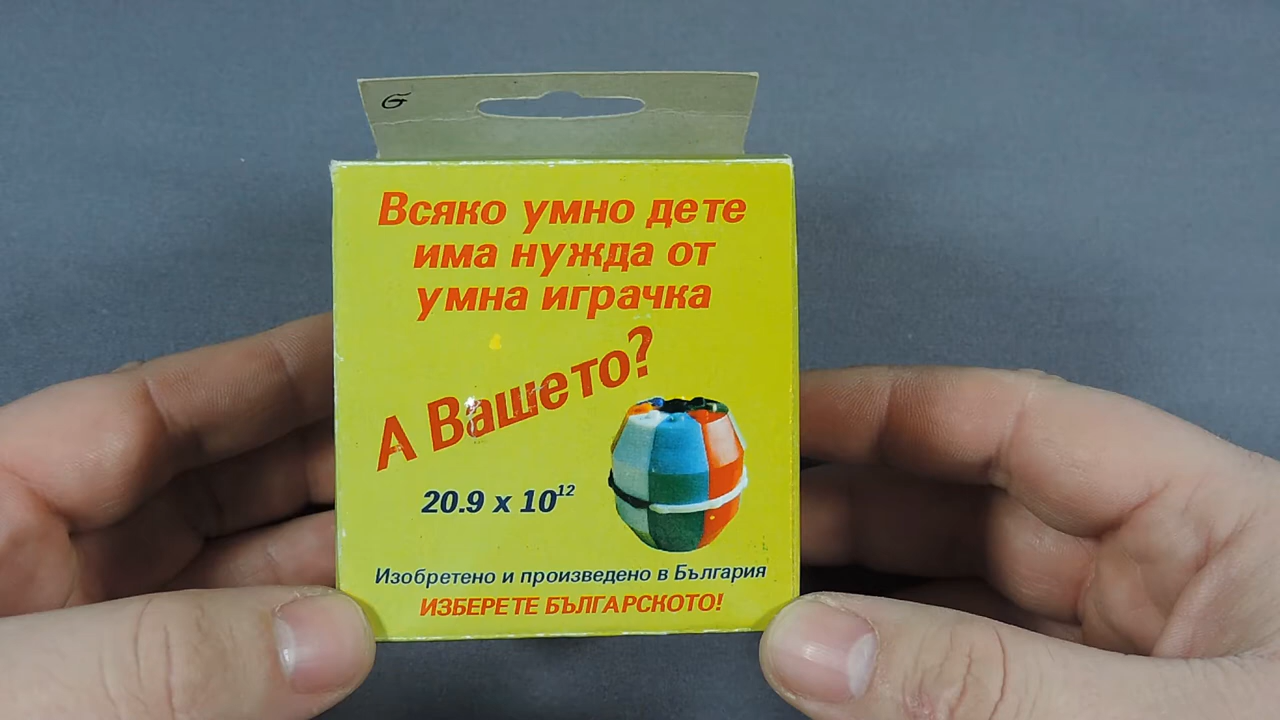 Всяко умно дете
има нужда от
умна играчка
А Вашето?
20.9 x 10¹²
Изобретено и произведено в България
ИЗБЕРЕТЕ БЪЛГАРСКОТО!